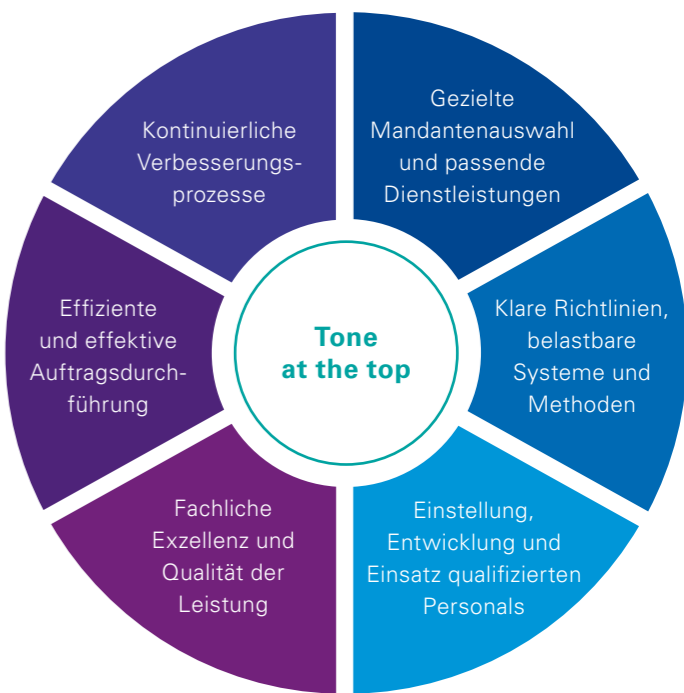 Kontinuierliche
Verbesserungs-
prozesse
Gezielte
Mandantenauswahl
und passende
Dienstleistungen
Effiziente
und effektive
Auftragsdurch-
führung
Tone
at the top
Klare Richtlinien,
belastbare
Systeme und
Methoden
Fachliche
Exzellenz und
Qualität der
Leistung
Einstellung,
Entwicklung und
Einsatz qualifizierten
Personals